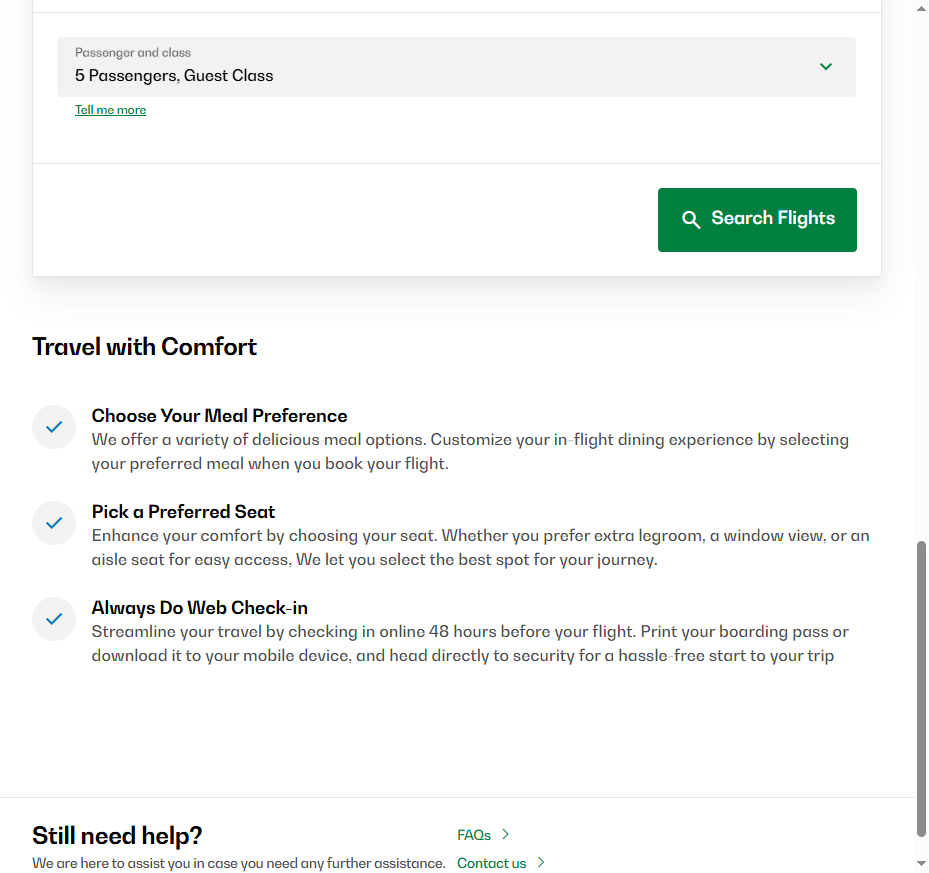 Passenger and class
5 Passengers, Guest Class
Tell me more
Search Flights
Travel with Comfort
Choose Your Meal Preference
We offer a variety of delicious meal options. Customize your in-flight dining experience by selecting
your preferred meal when you book your flight.
Pick a Preferred Seat
Enhance your comfort by choosing your seat. Whether you prefer extra legroom, a window view, or an
aisle seat for easy access, We let you select the best spot for your journey.
Always Do Web Check-in
Streamline your travel by checking in online 48 hours before your flight. Print your boarding pass or
download it to your mobile device, and head directly to security for a hassle-free start to your trip
Still need help?
We are here to assist you in case you need any further assistance.
FAQs
Contact us